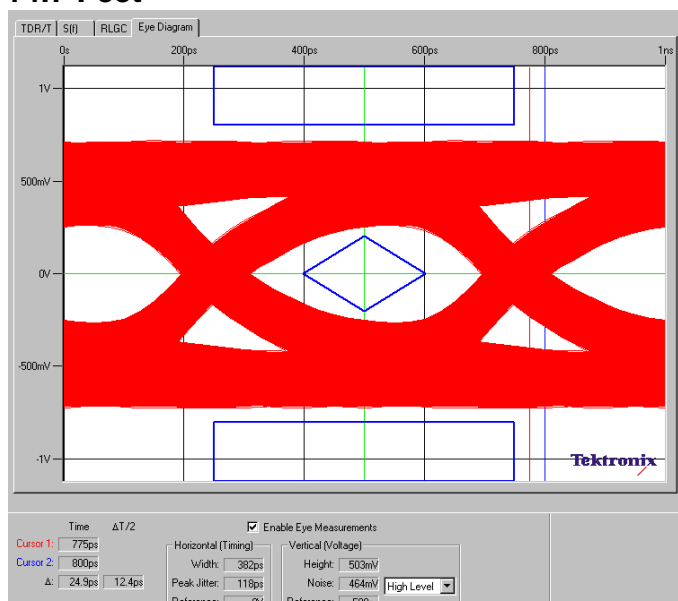 TDR/T S(f) RLGC Eye Diagram
0s 200ps 400ps 600ps 800ps 1ns
1V
500mV
0V
-500mV
-1V
Tektronix
Time ΔT/2
Cursor 1: 775ps
Cursor 2: 800ps
Δ: 24.9ps 12.4ps
Enable Eye Measurements
Horizontal (Timing)
Width: 382ps
Peak Jitter: 118ps
Vertical (Voltage)
Height: 503mV
Noise: 464mV High Level